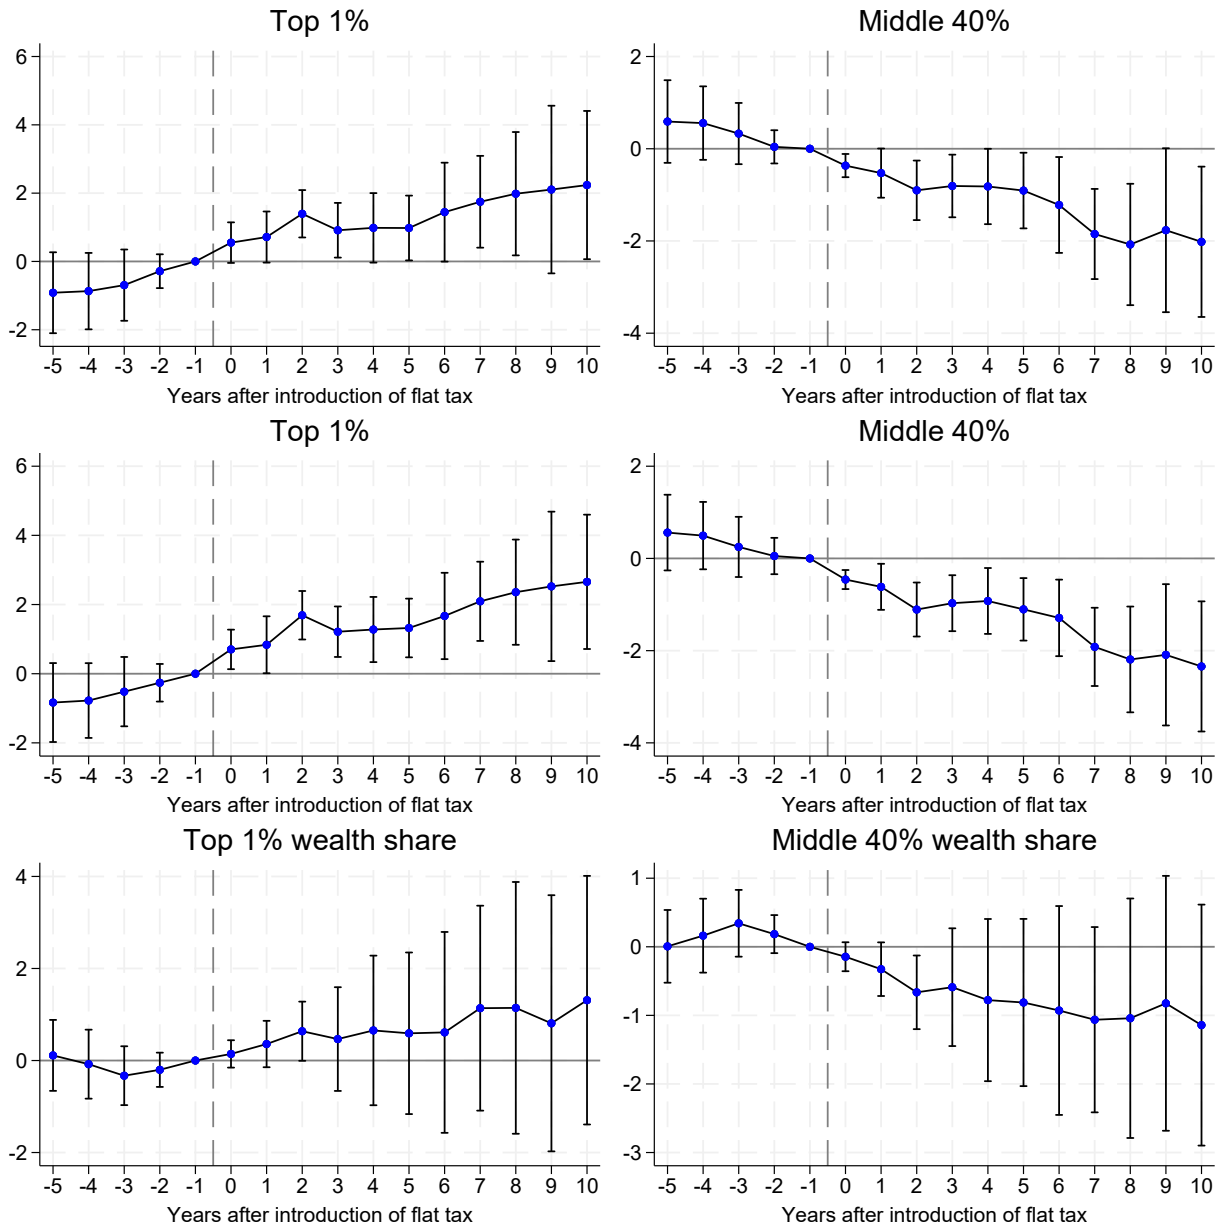 Top 1%
6
4
2
0
-2
-5 -4 -3 -2 -1 0 1 2 3 4 5 6 7 8 9 10
Years after introduction of flat tax
Middle 40%
2
0
-2
-4
-5 -4 -3 -2 -1 0 1 2 3 4 5 6 7 8 9 10
Years after introduction of flat tax
Top 1%
6
4
2
0
-2
-5 -4 -3 -2 -1 0 1 2 3 4 5 6 7 8 9 10
Years after introduction of flat tax
Middle 40%
2
0
-2
-4
-5 -4 -3 -2 -1 0 1 2 3 4 5 6 7 8 9 10
Years after introduction of flat tax
Top 1% wealth share
4
2
0
-2
-5 -4 -3 -2 -1 0 1 2 3 4 5 6 7 8 9 10
Years after introduction of flat tax
Middle 40% wealth share
1
0
-1
-2
-3
-5 -4 -3 -2 -1 0 1 2 3 4 5 6 7 8 9 10
Years after introduction of flat tax